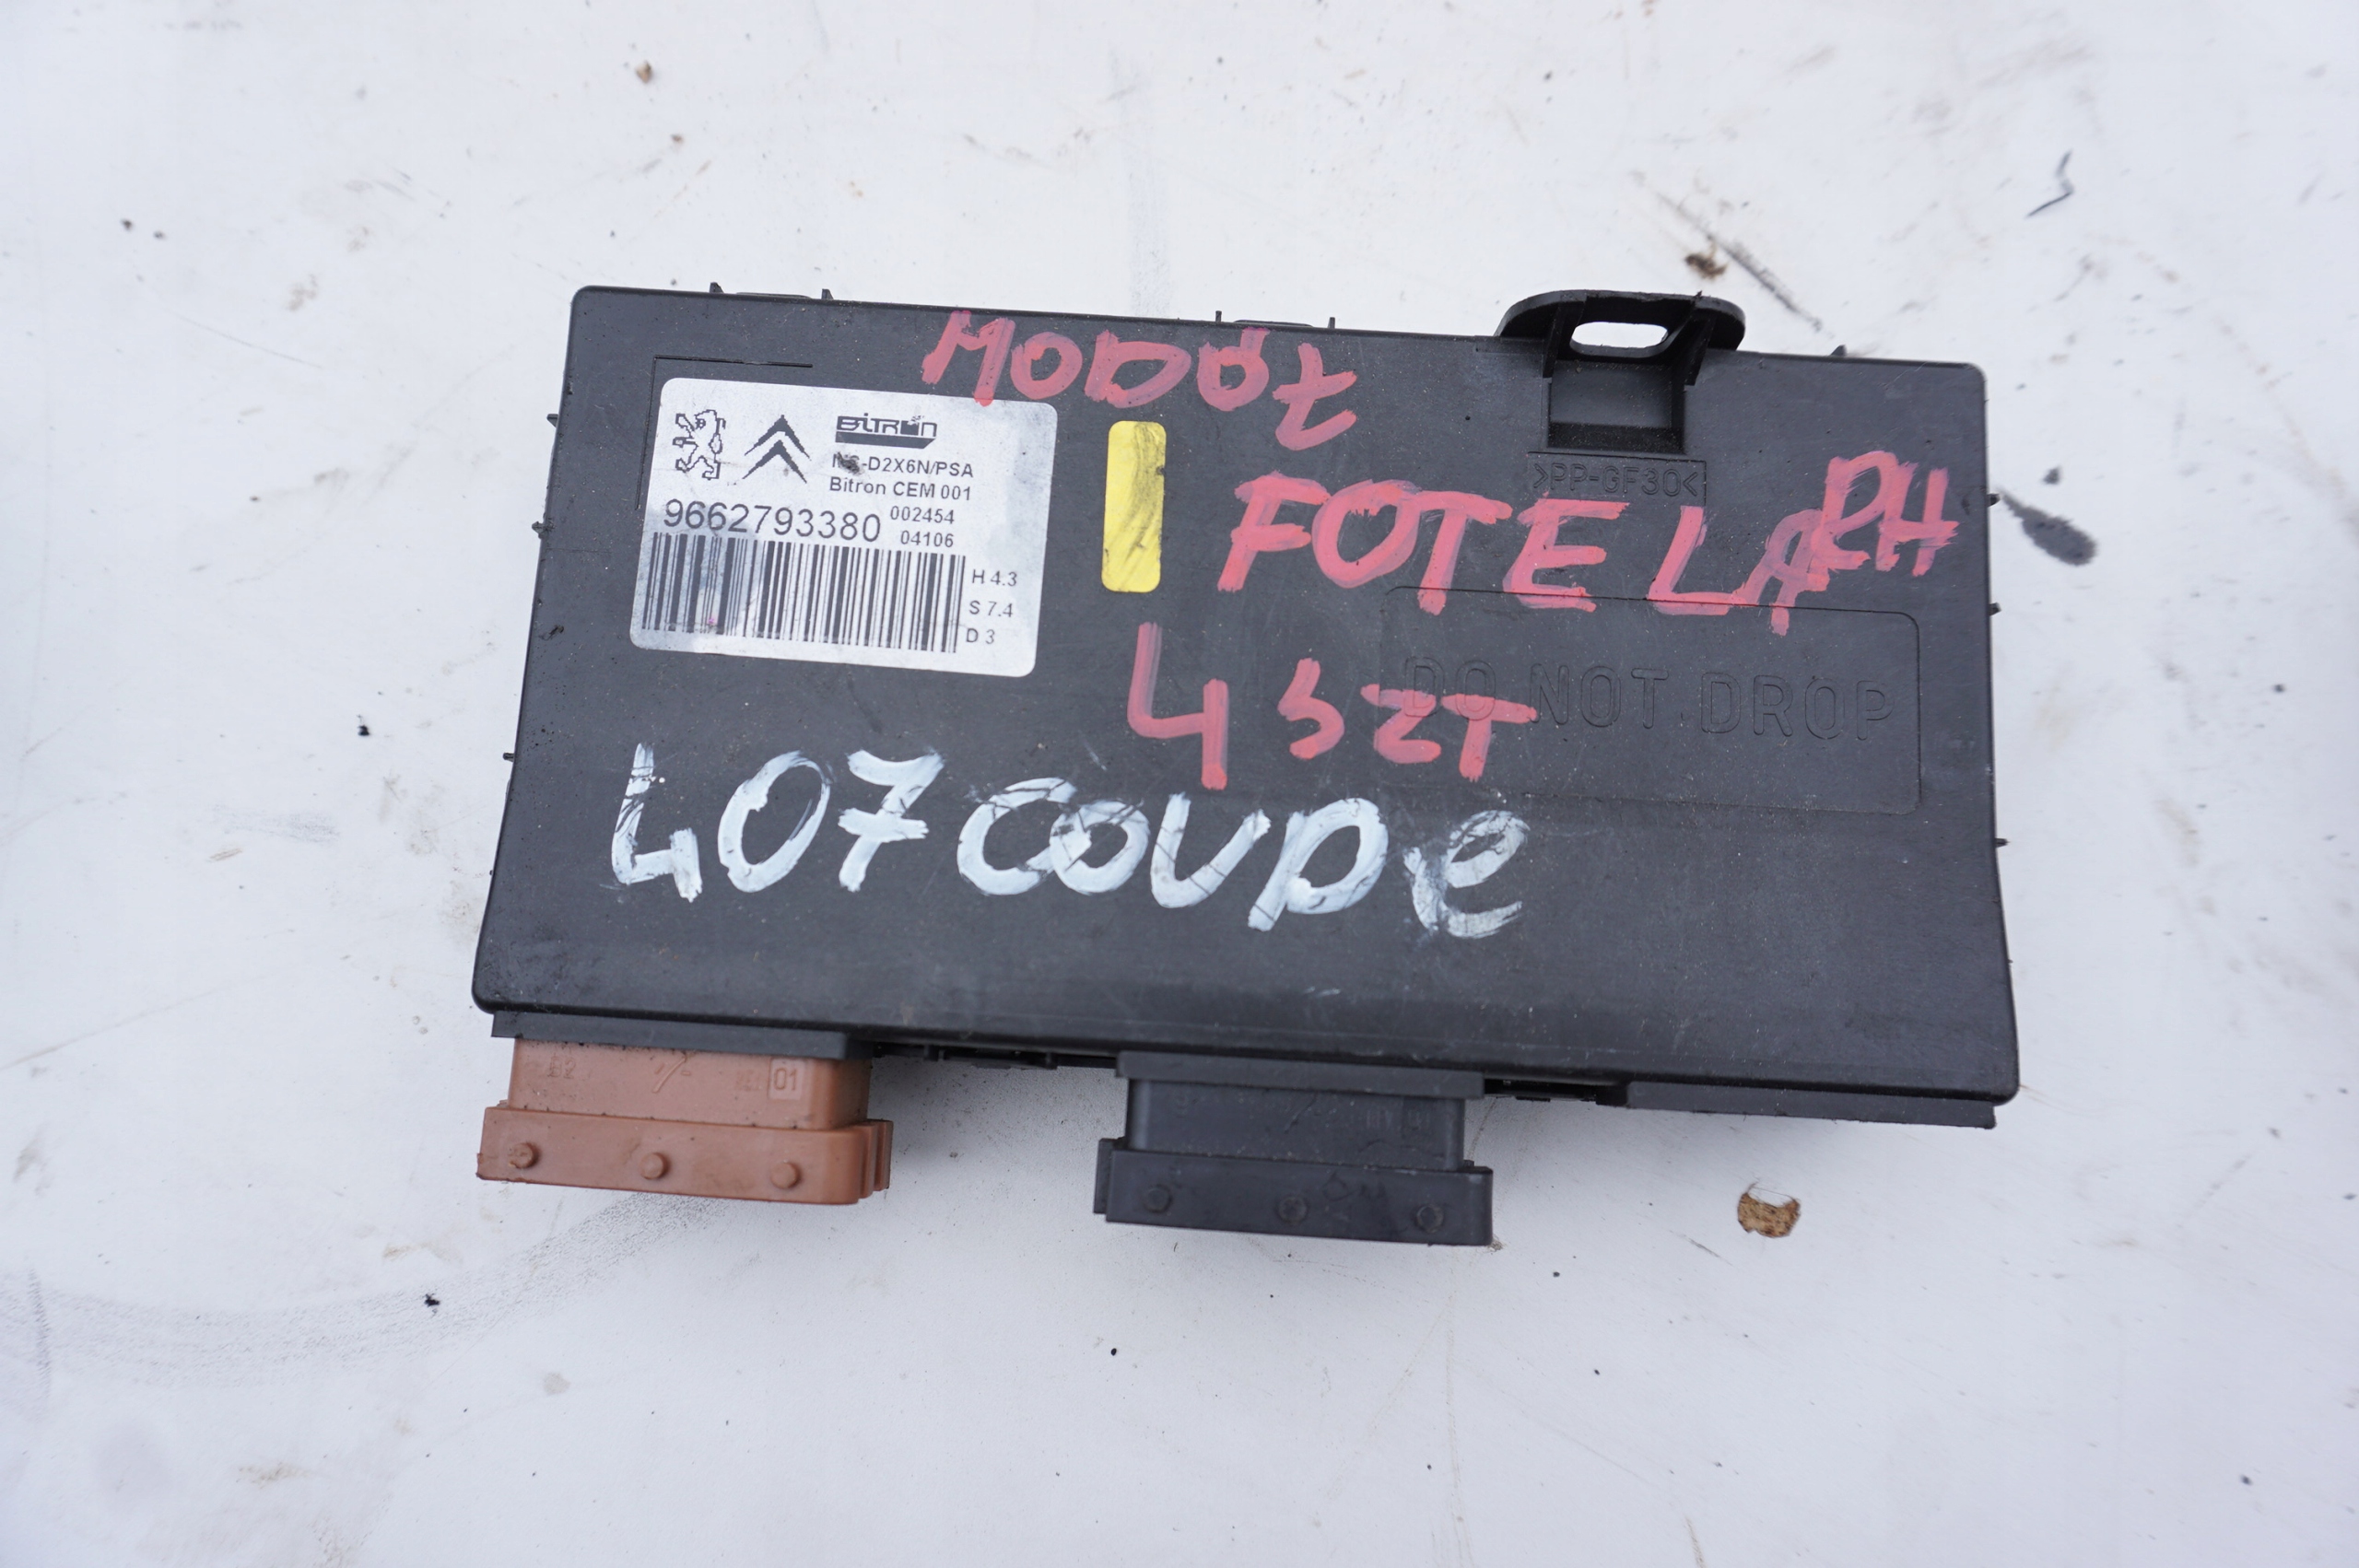 MODUŁ
FOTELA RH
4 SZT
407 COUPE
BiTRON
-D2X6N/PSA
Bitron CEM 001
9662793380 002454
04106
H 4.3
S 7.4
D 3
>PP-GF30<
DO NOT DROP
01